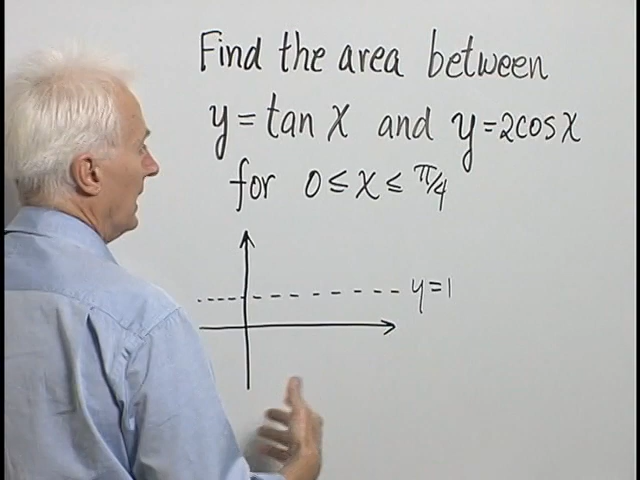 Find the area between
y = tan x and y = 2cos x
for 0 ≤ x ≤ π/4
y = 1